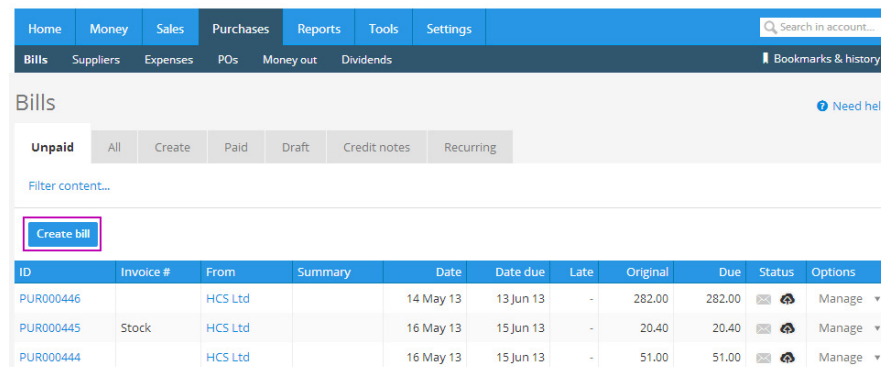 Home Money Sales Purchases Reports Tools Settings Search in account...
Bills Suppliers Expenses POs Money out Dividends Bookmarks & history
Bills Need hel
Unpaid All Create Paid Draft Credit notes Recurring
Filter content...
Create bill
ID Invoice # From Summary Date Date due Late Original Due Status Options
PUR000446 HCS Ltd 14 May 13 13 Jun 13 - 282.00 282.00 Manage
PUR000445 Stock HCS Ltd 16 May 13 15 Jun 13 - 20.40 20.40 Manage
PUR000444 HCS Ltd 16 May 13 15 Jun 13 - 51.00 51.00 Manage